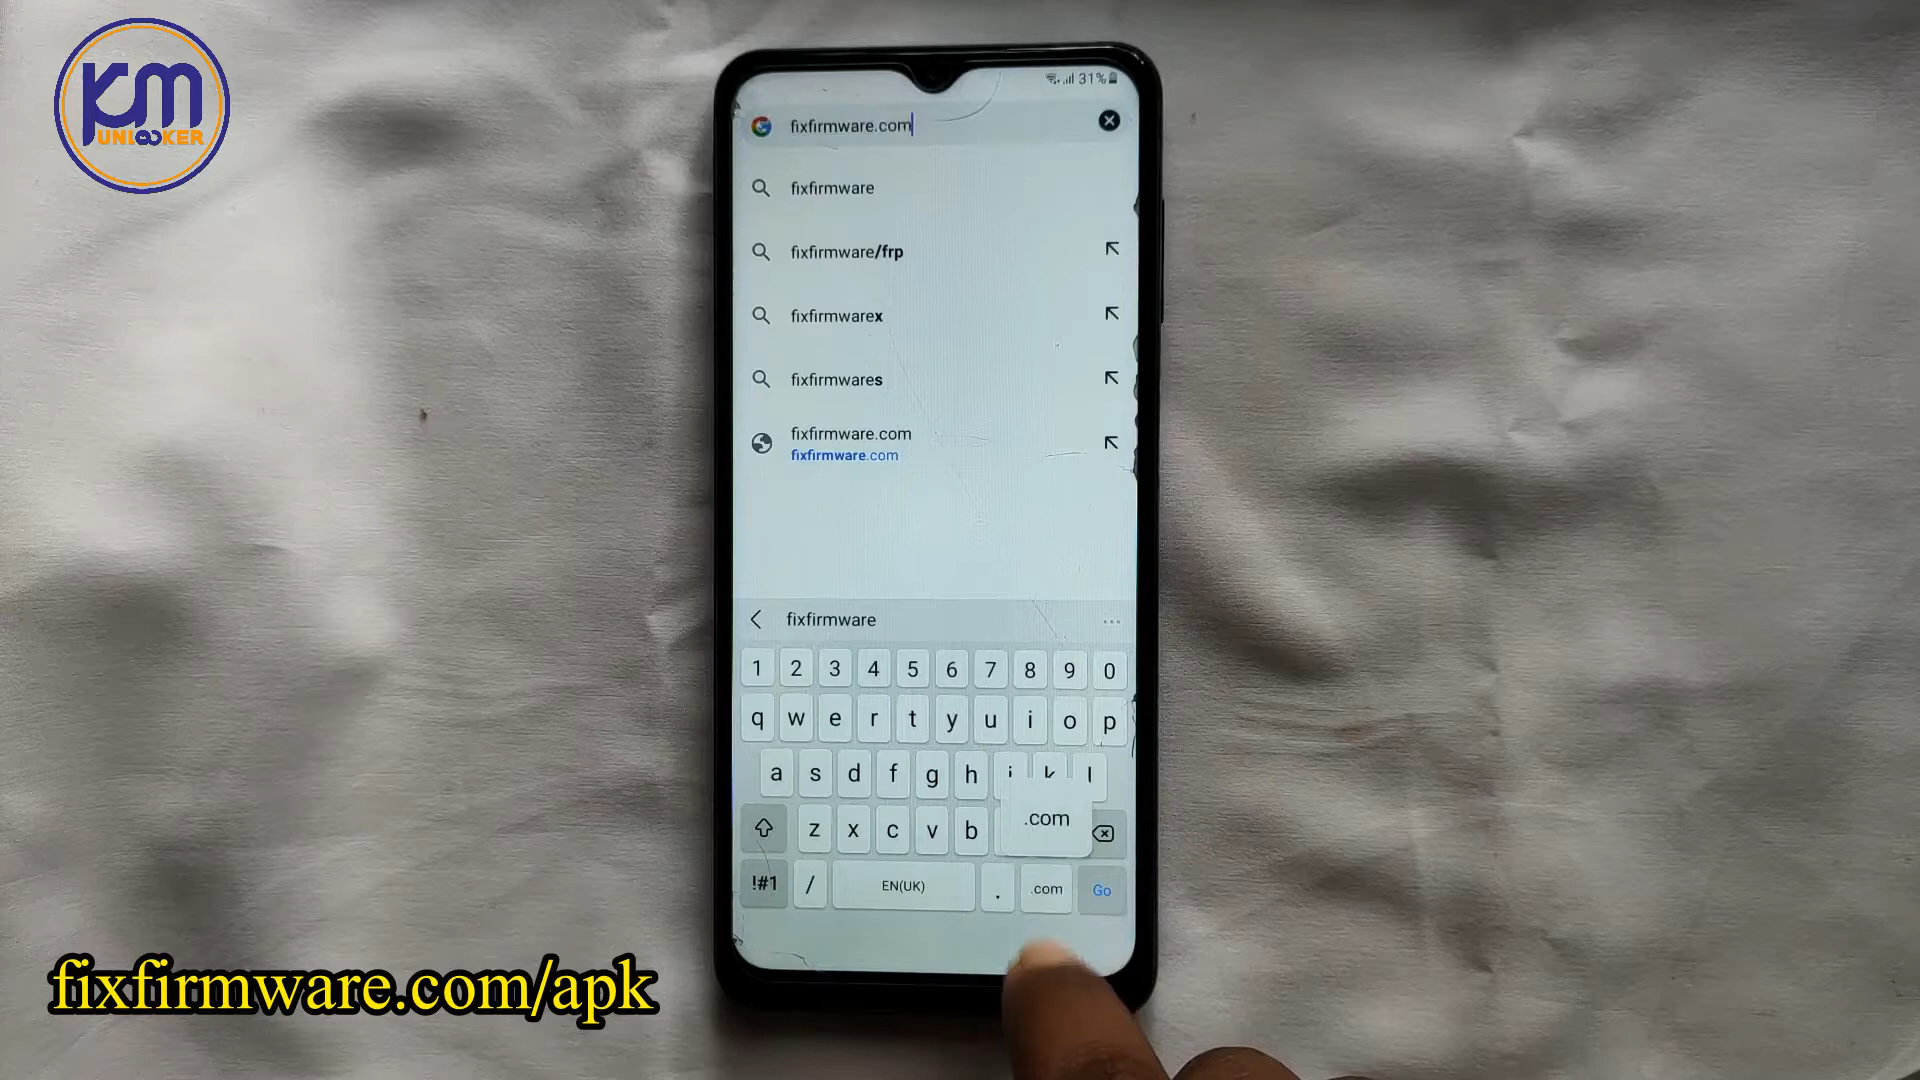 KM
UNLOCKER
31%
fixfirmware.com
fixfirmware
fixfirmware/frp
fixfirmwarex
fixfirmwares
fixfirmware.com
fixfirmware.com
fixfirmware
1 2 3 4 5 6 7 8 9 0
q w e r t y u i o p
a s d f g h j k l
.com
z x c v b
!#1 / EN(UK) . .com Go
fixfirmware.com/apk